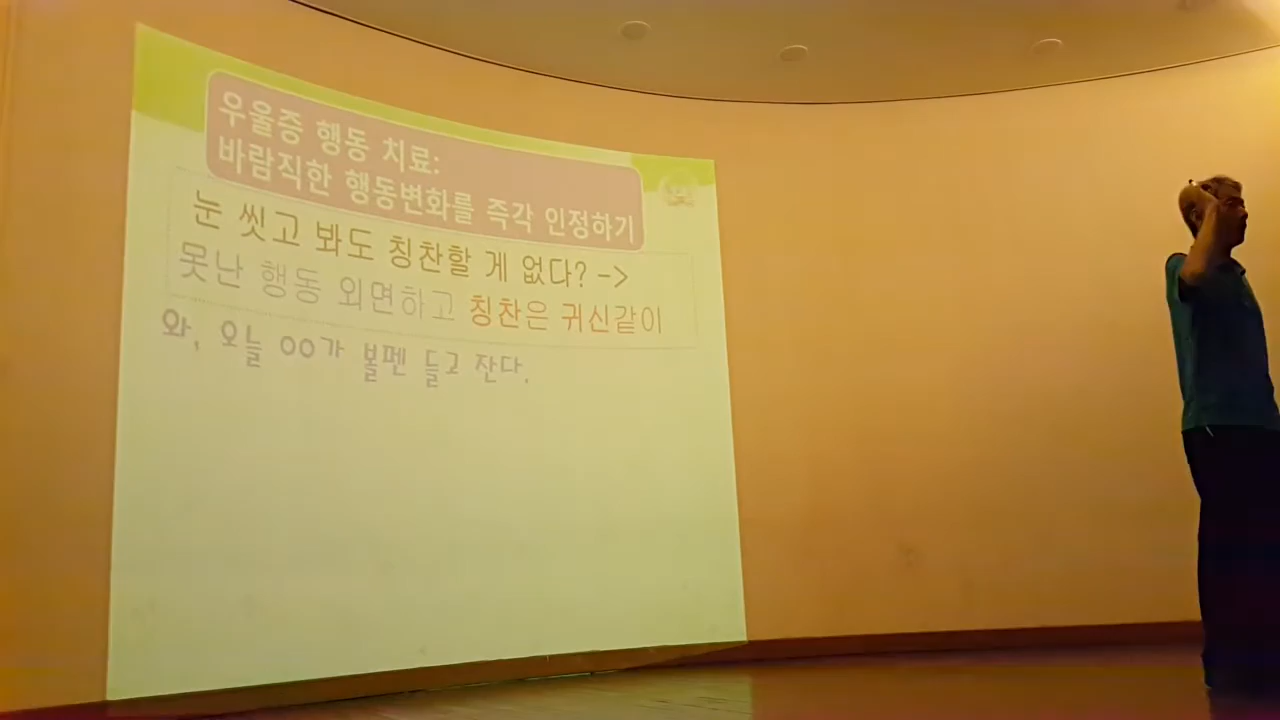 우울증 행동 치료:
바람직한 행동변화를 즉각 인정하기
눈 씻고 봐도 칭찬할 게 없다? ->
못난 행동 외면하고 칭찬은 귀신같이
와, 오늘 OO가 볼펜 들고 잔다.